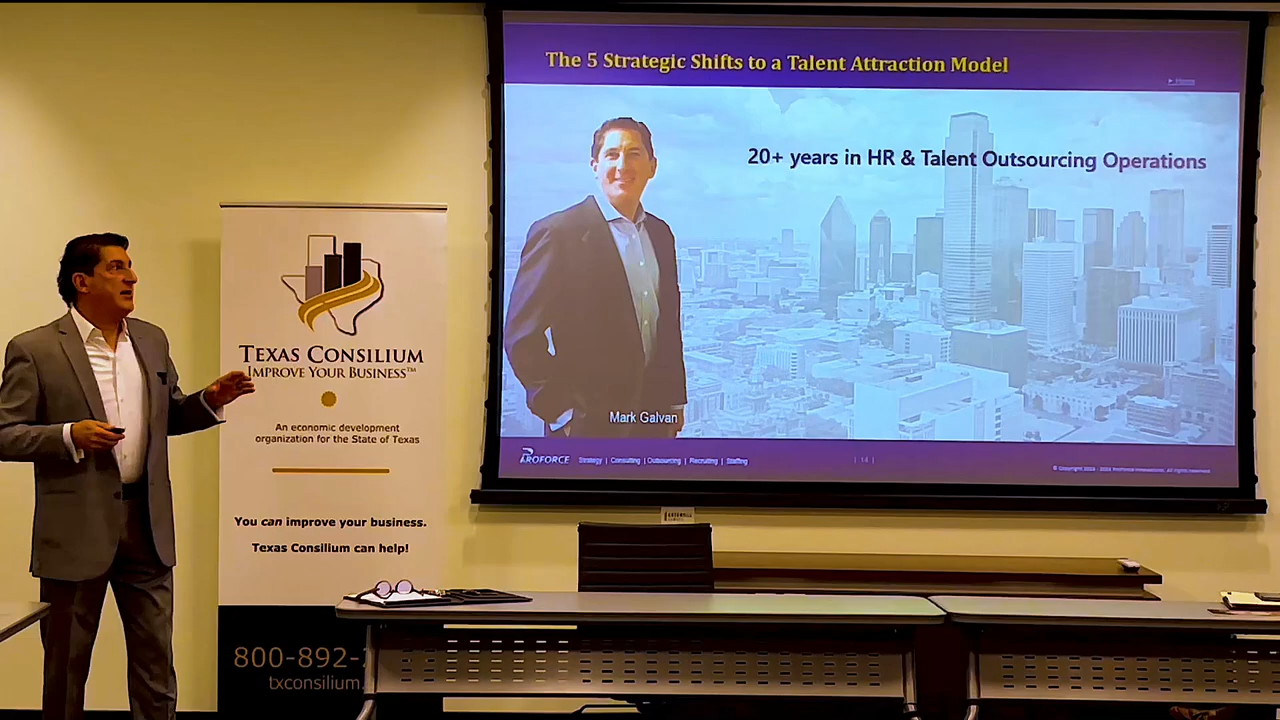 The 5 Strategic Shifts to a Talent Attraction Model
20+ years in HR & Talent Outsourcing Operations
Mark Galvan
PROFORCE Strategy | Consulting | Outsourcing | Recruiting | Staffing
| 14 |
TEXAS CONSILIUM
IMPROVE YOUR BUSINESS™
An economic development
organization for the State of Texas
You can improve your business.
Texas Consilium can help!
800-892-
txconsilium.